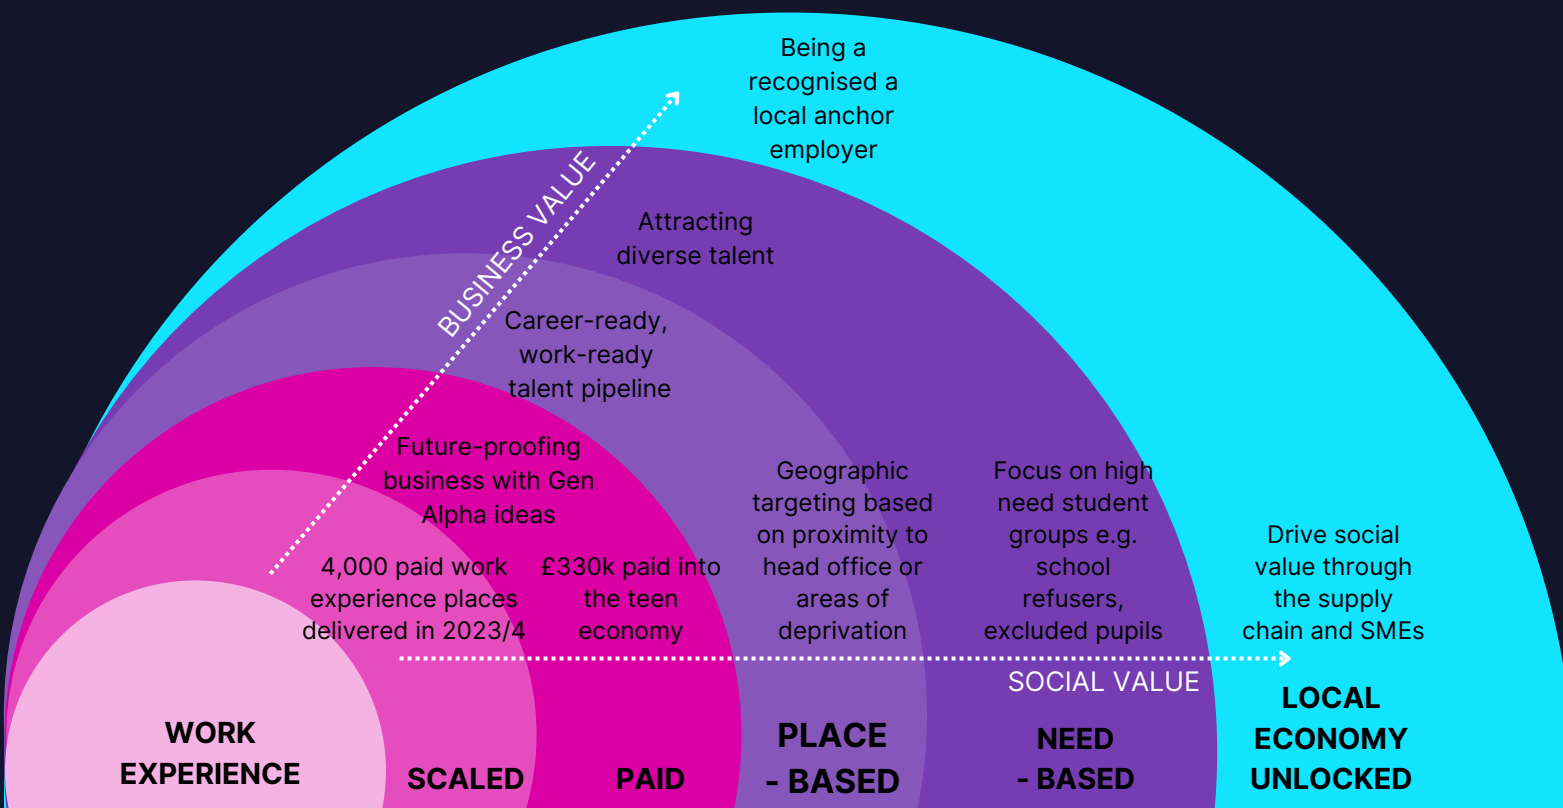 Being a
recognised a
local anchor
employer
BUSINESS VALUE
Attracting
diverse talent
Career-ready,
work-ready
talent pipeline
Future-proofing
business with Gen
Alpha ideas
4,000 paid work
experience places
delivered in 2023/4
£330k paid into
the teen
economy
Geographic
targeting based
on proximity to
head office or
areas of
deprivation
Focus on high
need student
groups e.g.
school
refusers,
excluded pupils
Drive social
value through
the supply
chain and SMEs
SOCIAL VALUE
WORK
EXPERIENCE
SCALED
PAID
PLACE
- BASED
NEED
- BASED
LOCAL
ECONOMY
UNLOCKED